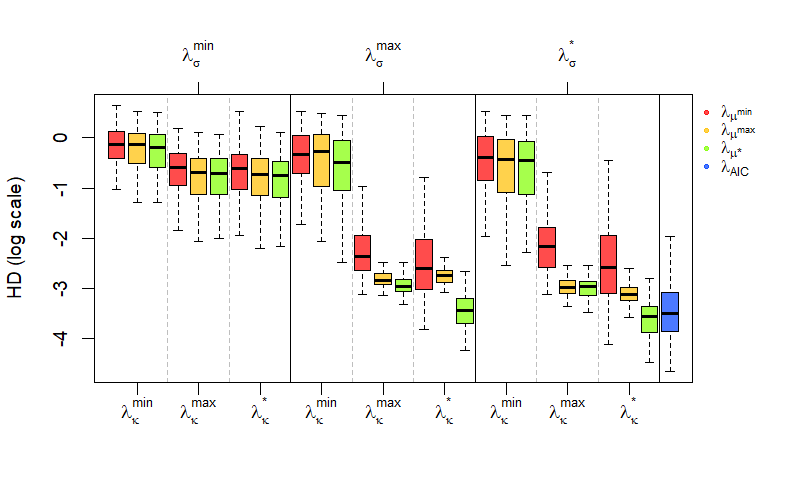 λσmin λσmax λσ*
0
-1
-2
-3
-4
HD (log scale)
λκmin λκmax λκ* λκmin λκmax λκ* λκmin λκmax λκ*
λμmin
λμmax
λμ*
λAIC